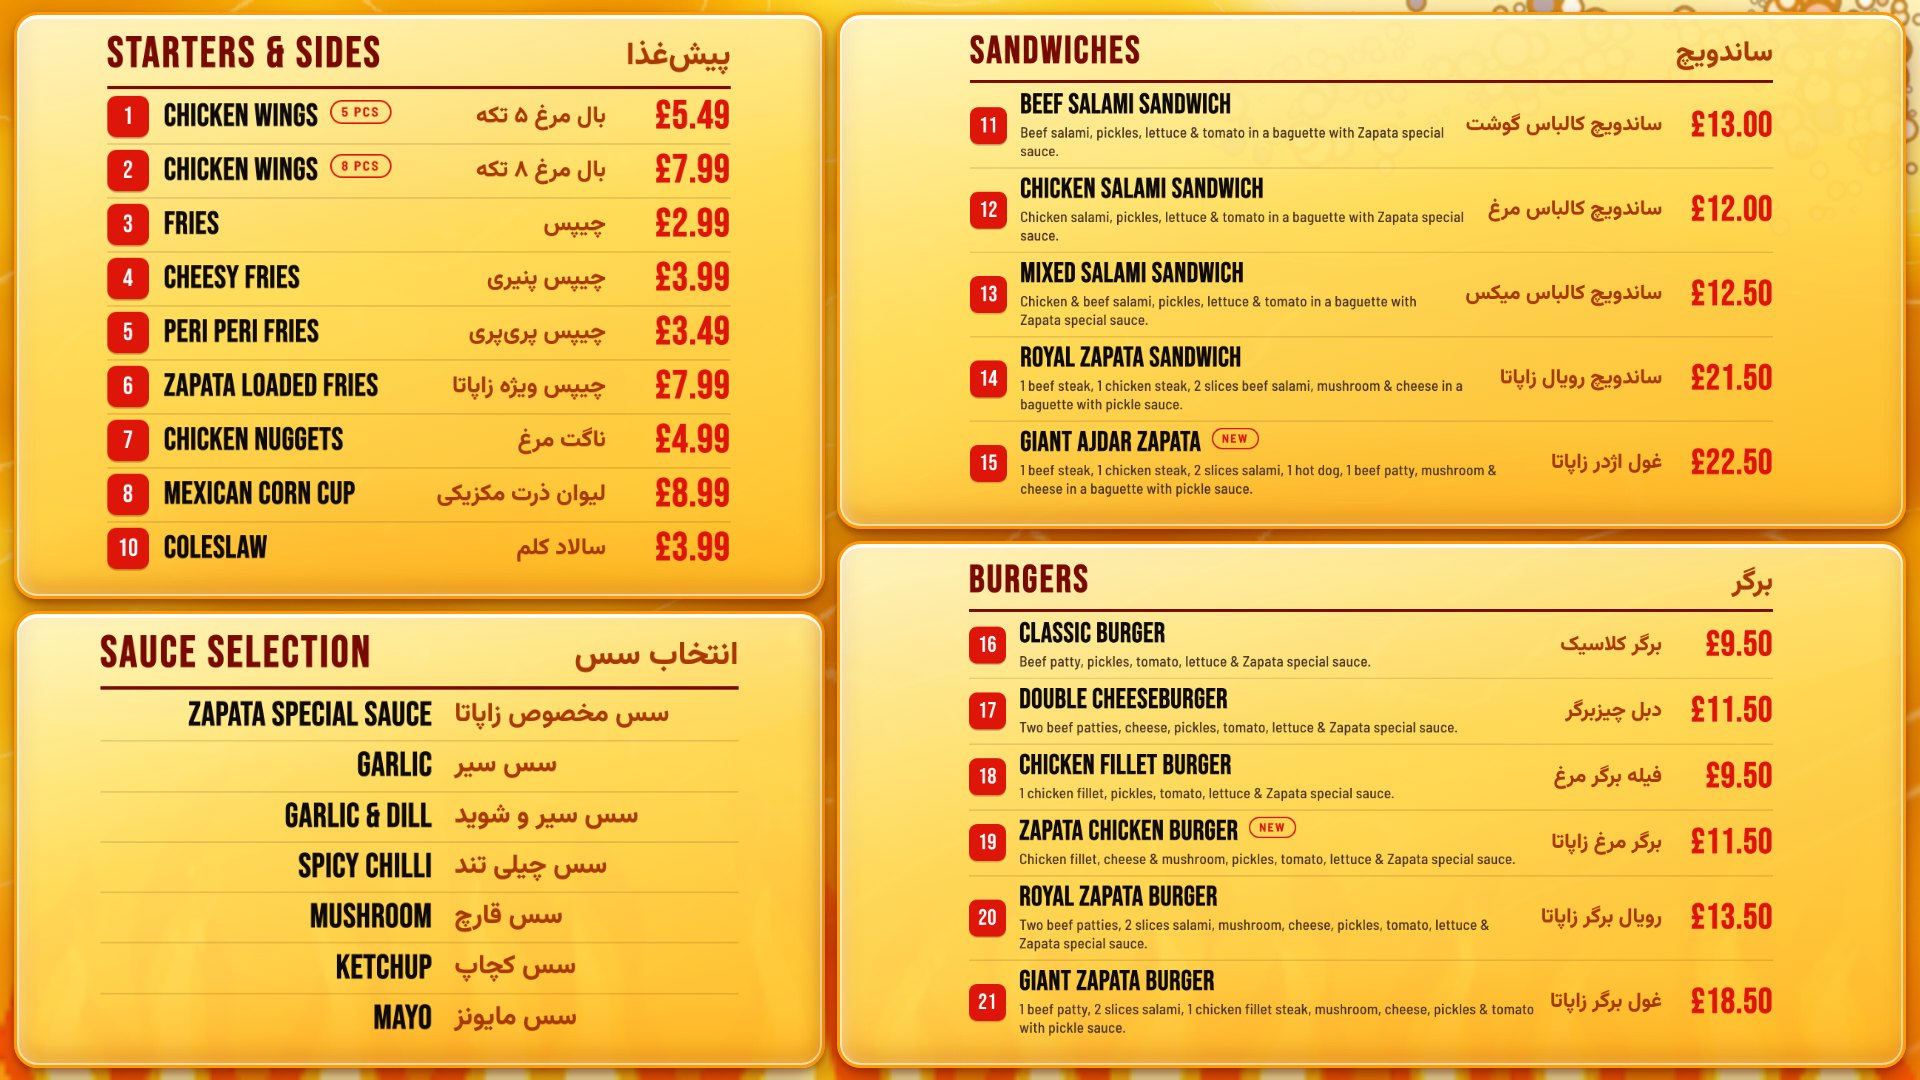 STARTERS & SIDES پیش‌غذا
1 CHICKEN WINGS 5 PCS بال مرغ ۵ تکه £5.49
2 CHICKEN WINGS 8 PCS بال مرغ ۸ تکه £7.99
3 FRIES چیپس £2.99
4 CHEESY FRIES چیپس پنیری £3.99
5 PERI PERI FRIES چیپس پری‌پری £3.49
6 ZAPATA LOADED FRIES چیپس ویژه زاپاتا £7.99
7 CHICKEN NUGGETS ناگت مرغ £4.99
8 MEXICAN CORN CUP لیوان ذرت مکزیکی £8.99
10 COLESLAW سالاد کلم £3.99
SAUCE SELECTION انتخاب سس
ZAPATA SPECIAL SAUCE سس مخصوص زاپاتا
GARLIC سس سیر
GARLIC & DILL سس سیر و شوید
SPICY CHILLI سس چیلی تند
MUSHROOM سس قارچ
KETCHUP سس کچاپ
MAYO سس مایونز
SANDWICHES ساندویچ
11 BEEF SALAMI SANDWICH ساندویچ کالباس گوشت £13.00
Beef salami, pickles, lettuce & tomato in a baguette with Zapata special
sauce.
12 CHICKEN SALAMI SANDWICH ساندویچ کالباس مرغ £12.00
Chicken salami, pickles, lettuce & tomato in a baguette with Zapata special
sauce.
13 MIXED SALAMI SANDWICH ساندویچ کالباس میکس £12.50
Chicken & beef salami, pickles, lettuce & tomato in a baguette with
Zapata special sauce.
14 ROYAL ZAPATA SANDWICH ساندویچ رویال زاپاتا £21.50
1 beef steak, 1 chicken steak, 2 slices beef salami, mushroom & cheese in a
baguette with pickle sauce.
15 GIANT AJDAR ZAPATA NEW غول اژدر زاپاتا £22.50
1 beef steak, 1 chicken steak, 2 slices salami, 1 hot dog, 1 beef patty, mushroom &
cheese in a baguette with pickle sauce.
BURGERS برگر
16 CLASSIC BURGER برگر کلاسیک £9.50
Beef patty, pickles, tomato, lettuce & Zapata special sauce.
17 DOUBLE CHEESEBURGER دبل چیزبرگر £11.50
Two beef patties, cheese, pickles, tomato, lettuce & Zapata special sauce.
18 CHICKEN FILLET BURGER فیله برگر مرغ £9.50
1 chicken fillet, pickles, tomato, lettuce & Zapata special sauce.
19 ZAPATA CHICKEN BURGER NEW برگر مرغ زاپاتا £11.50
Chicken fillet, cheese & mushroom, pickles, tomato, lettuce & Zapata special sauce.
20 ROYAL ZAPATA BURGER رویال برگر زاپاتا £13.50
Two beef patties, 2 slices salami, mushroom, cheese, pickles, tomato, lettuce &
Zapata special sauce.
21 GIANT ZAPATA BURGER غول برگر زاپاتا £18.50
1 beef patty, 2 slices salami, 1 chicken fillet steak, mushroom, cheese, pickles & tomato
with pickle sauce.